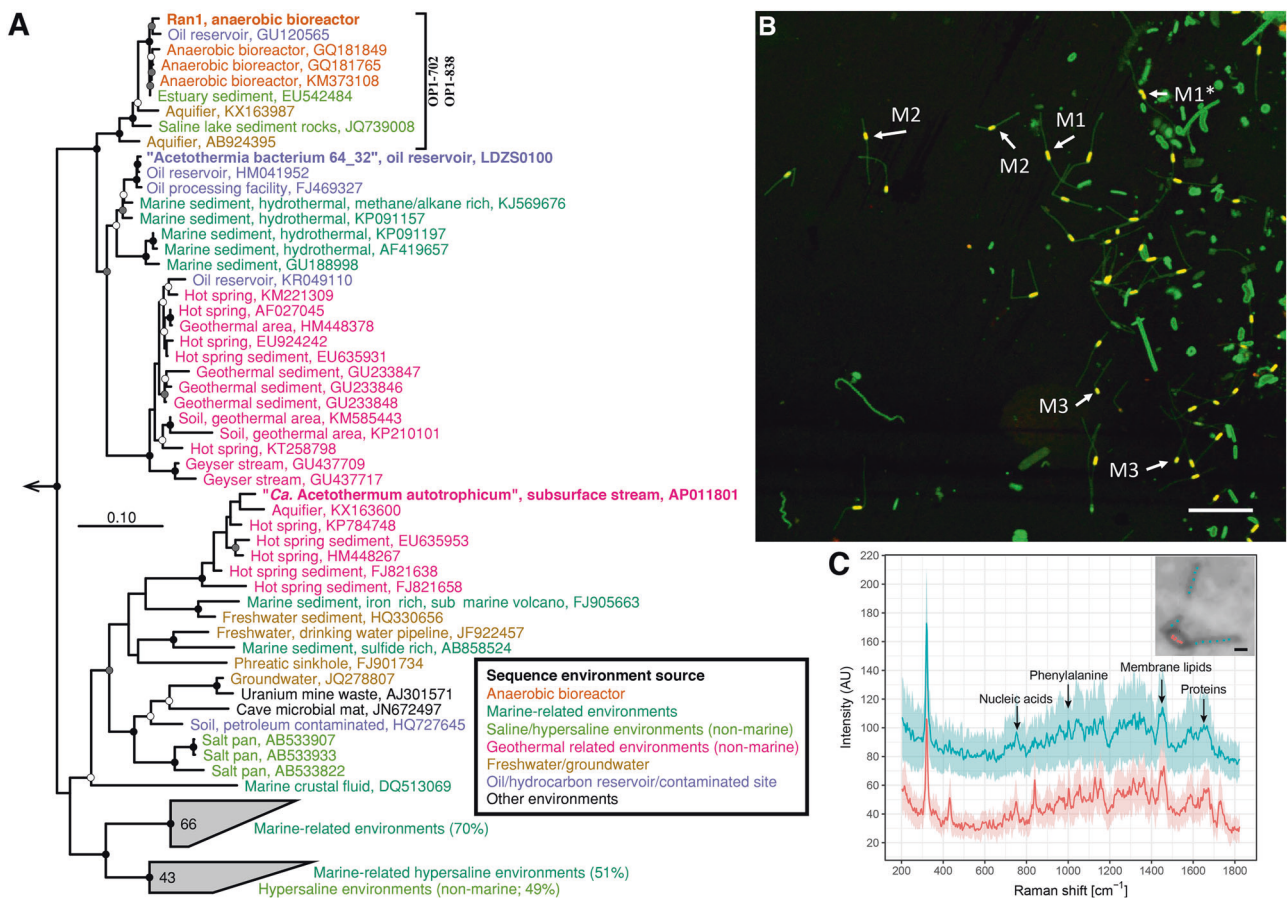 A
Ran1, anaerobic bioreactor
Oil reservoir, GU120565
Anaerobic bioreactor, GQ181849
Anaerobic bioreactor, GQ181765
Anaerobic bioreactor, KM373108
Estuary sediment, EU542484
Aquifier, KX163987
Saline lake sediment rocks, JQ739008
Aquifier, AB924395
OP1-702
OP1-838
"Acetothermia bacterium 64_32", oil reservoir, LDZS0100
Oil reservoir, HM041952
Oil processing facility, FJ469327
Marine sediment, hydrothermal, methane/alkane rich, KJ569676
Marine sediment, hydrothermal, KP091157
Marine sediment, hydrothermal, KP091197
Marine sediment, hydrothermal, AF419657
Marine sediment, GU188998
Oil reservoir, KR049110
Hot spring, KM221309
Hot spring, AF027045
Geothermal area, HM448378
Hot spring, EU924242
Hot spring sediment, EU635931
Geothermal sediment, GU233847
Geothermal sediment, GU233846
Geothermal sediment, GU233848
Soil, geothermal area, KM585443
Soil, geothermal area, KP210101
Hot spring, KT258798
Geyser stream, GU437709
Geyser stream, GU437717
0.10
"Ca. Acetothermum autotrophicum", subsurface stream, AP011801
Aquifer, KX163600
Hot spring, KP784748
Hot spring sediment, EU635953
Hot spring, HM448267
Hot spring sediment, FJ821638
Hot spring sediment, FJ821658
Marine sediment, iron rich, sub marine volcano, FJ905663
Freshwater sediment, HQ330656
Freshwater, drinking water pipeline, JF922457
Marine sediment, sulfide rich, AB858524
Phreatic sinkhole, FJ901734
Groundwater, JQ278807
Uranium mine waste, AJ301571
Cave microbial mat, JN672497
Soil, petroleum contaminated, HQ727645
Salt pan, AB533907
Salt pan, AB533933
Salt pan, AB533822
Marine crustal fluid, DQ513069
66
Marine-related environments (70%)
43
Marine-related hypersaline environments (51%)
Hypersaline environments (non-marine; 49%)
Sequence environment source
Anaerobic bioreactor
Marine-related environments
Saline/hypersaline environments (non-marine)
Geothermal related environments (non-marine)
Freshwater/groundwater
Oil/hydrocarbon reservoir/contaminated site
Other environments
B
M1*
M2
M2
M1
M3
M3
C
220
200
180
160
140
120
100
80
60
40
20
Intensity (AU)
Nucleic acids
Phenylalanine
Membrane lipids
Proteins
200 400 600 800 1000 1200 1400 1600 1800
Raman shift [cm⁻¹]